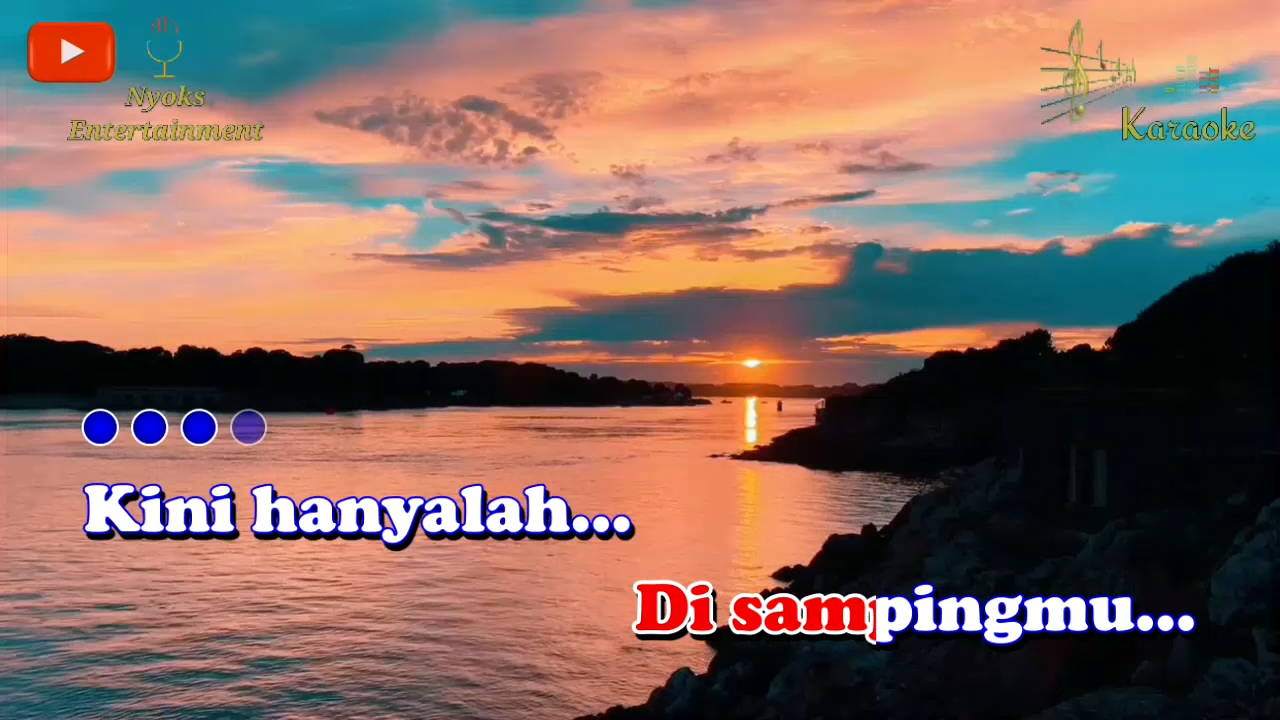 Nyoks
Entertainment
Karaoke
Kini hanyalah...
Di sampingmu...